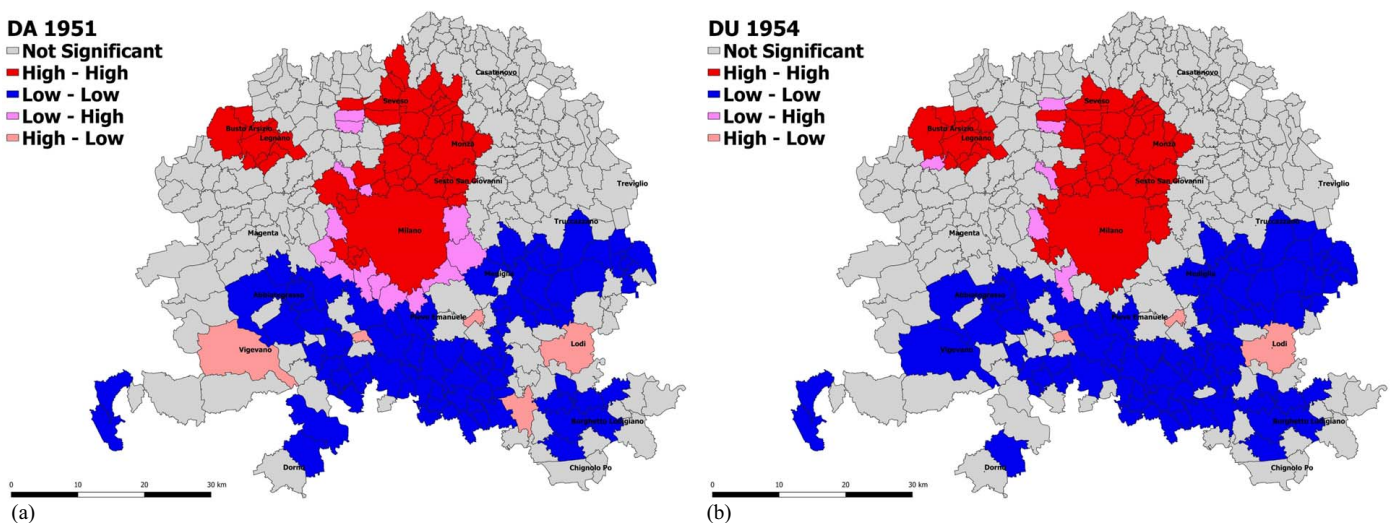 DA 1951
Not Significant
High - High
Low - Low
Low - High
High - Low
Casatenovo
Seveso
Busto Arsizio
Legnano
Monza
Sesto San Giovanni
Treviglio
Truccazzano
Magenta
Milano
Mediglia
Abbiategrasso
Pieve Emanuele
Vigevano
Lodi
Borghetto Lodigiano
Dorno
Chignolo Po
0 10 20 30 km
(a)
DU 1954
Not Significant
High - High
Low - Low
Low - High
High - Low
Casatenovo
Seveso
Busto Arsizio
Legnano
Monza
Sesto San Giovanni
Treviglio
Truccazzano
Magenta
Milano
Mediglia
Abbiategrasso
Pieve Emanuele
Vigevano
Lodi
Borghetto Lodigiano
Dorno
Chignolo Po
0 10 20 30 km
(b)